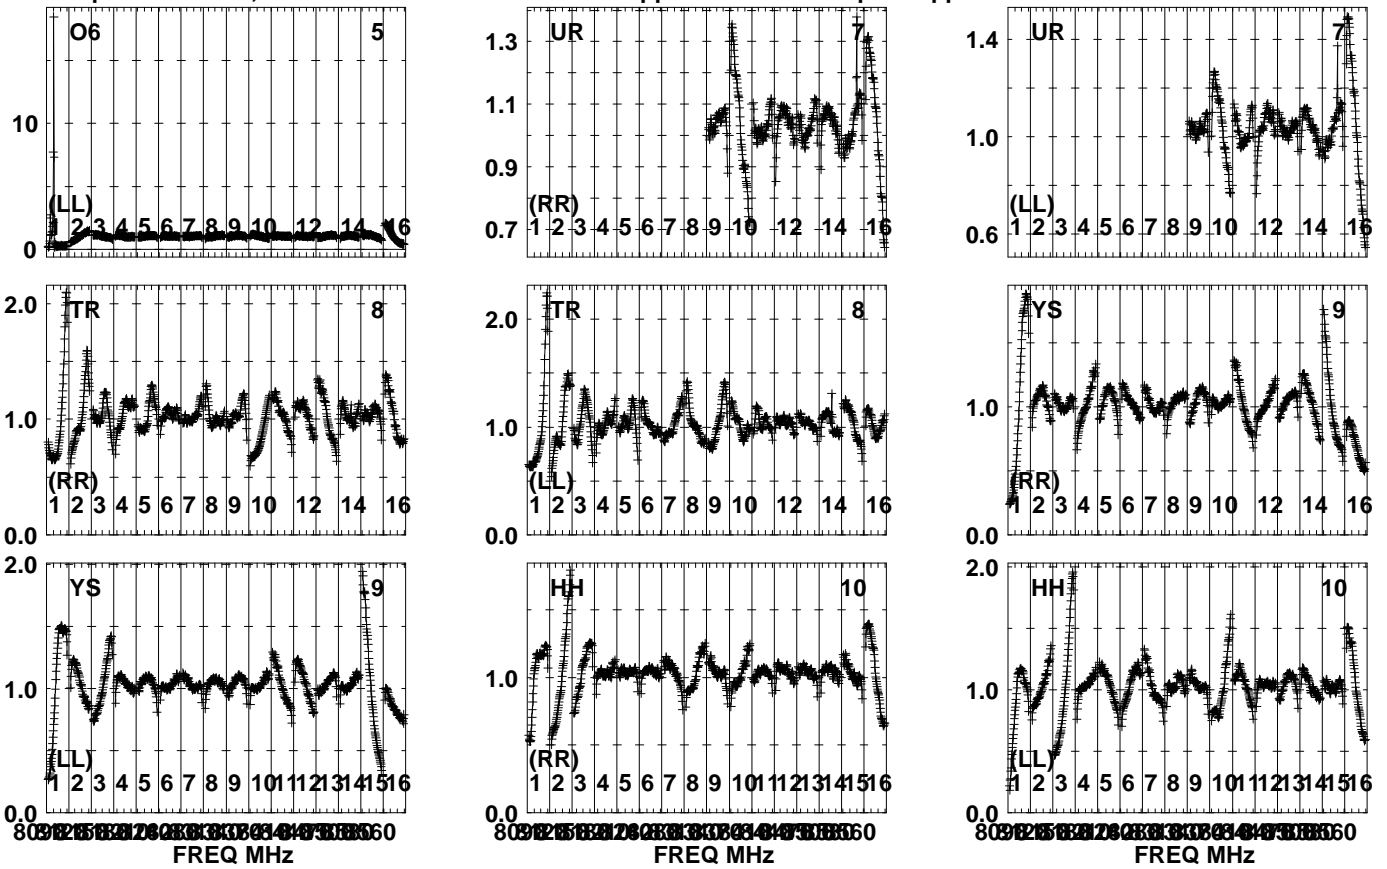 O6 5
10
0
(LL)
1 2 3 4 5 6 7 8 9 10 12 14 16
UR 7
1.3
1.1
0.9
0.7
(RR)
1 2 3 4 5 6 7 8 9 10 12 14 16
UR 7
1.4
1.0
0.6
(LL)
1 2 3 4 5 6 7 8 9 10 12 14 16
TR 8
2.0
1.0
0.0
(RR)
1 2 3 4 5 6 7 8 9 10 12 14 16
TR 8
2.0
1.0
0.0
(LL)
1 2 3 4 5 6 7 8 9 10 12 14 16
YS 9
1.0
0.0
(RR)
1 2 3 4 5 6 7 8 9 10 12 14 16
YS 9
2.0
1.0
0.0
(LL)
1 2 3 4 5 6 7 8 9 10 11 12 13 14 15 16
FREQ MHz
HH 10
1.0
0.0
(RR)
1 2 3 4 5 6 7 8 9 10 11 12 13 14 15 16
FREQ MHz
HH 10
2.0
1.0
0.0
(LL)
1 2 3 4 5 6 7 8 9 10 11 12 13 14 15 16
FREQ MHz